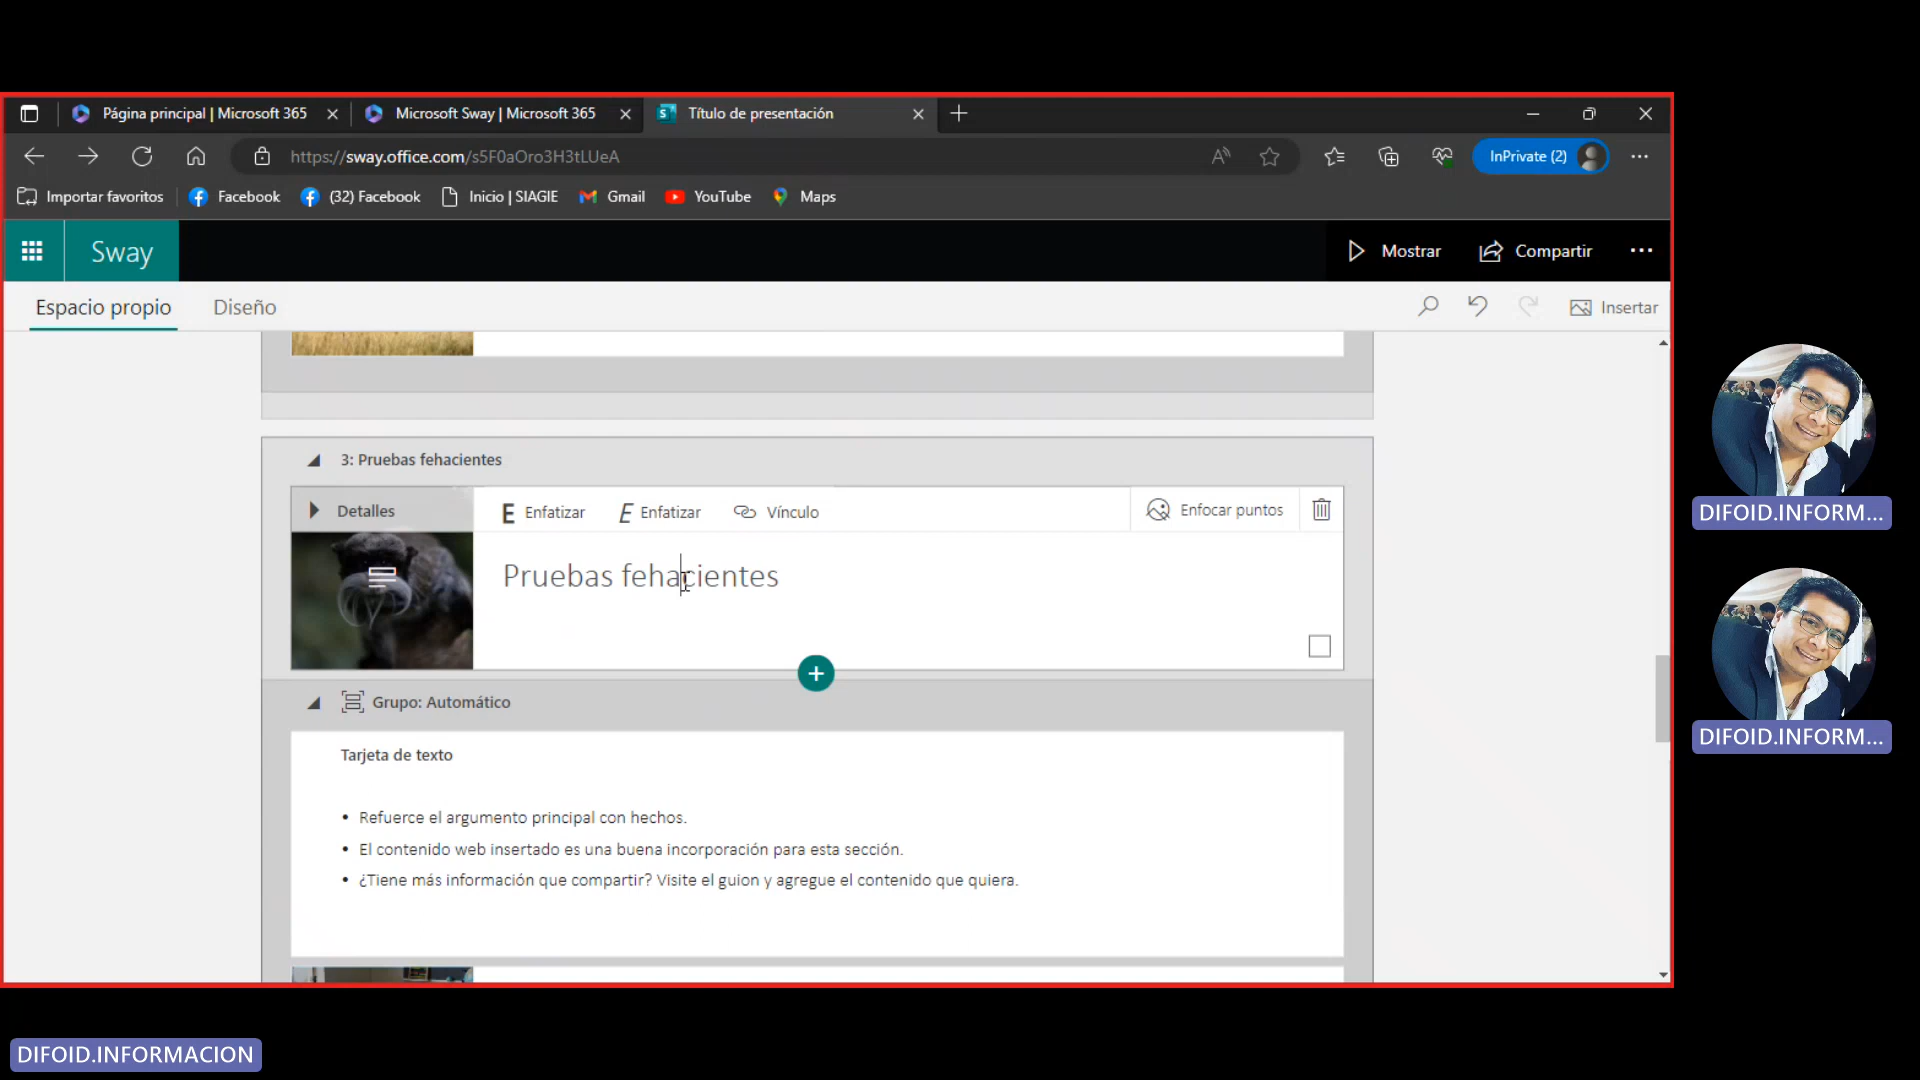 Página principal | Microsoft 365
Microsoft Sway | Microsoft 365
Título de presentación
https://sway.office.com/s5F0aOro3H3tLUeA
InPrivate (2)
Importar favoritos
Facebook
(32) Facebook
Inicio | SIAGIE
Gmail
YouTube
Maps
Sway
Mostrar
Compartir
Espacio propio
Diseño
Insertar
3: Pruebas fehacientes
Detalles
E Enfatizar
E Enfatizar
Vínculo
Enfocar puntos
Pruebas fehacientes
Grupo: Automático
Tarjeta de texto
• Refuerce el argumento principal con hechos.
• El contenido web insertado es una buena incorporación para esta sección.
• ¿Tiene más información que compartir? Visite el guion y agregue el contenido que quiera.
DIFOID.INFORM...
DIFOID.INFORM...
DIFOID.INFORMACION